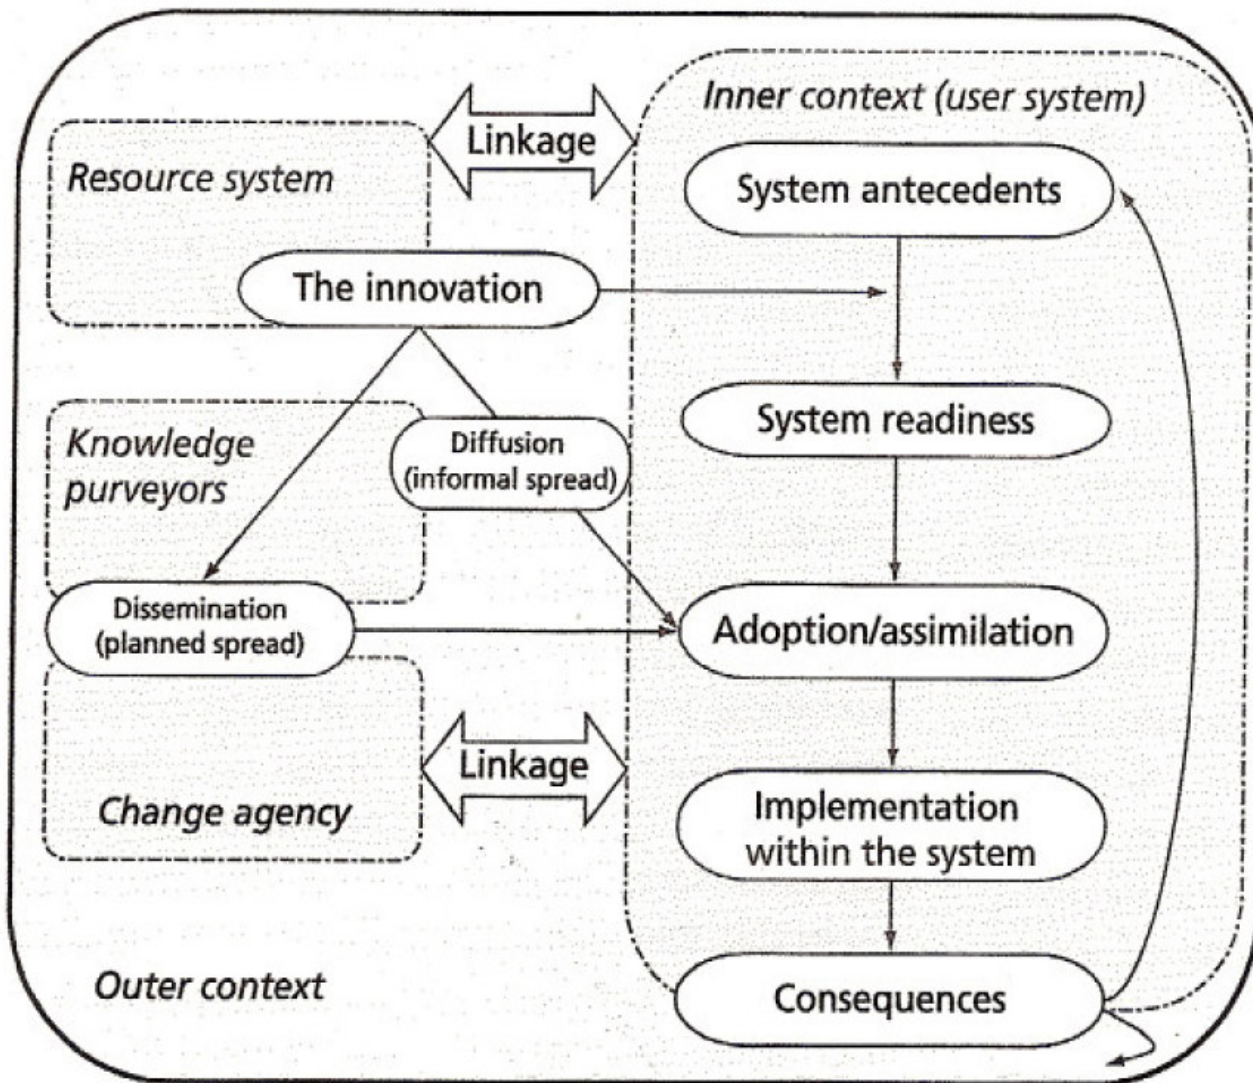 Inner context (user system)
Linkage
Resource system
System antecedents
The innovation
System readiness
Knowledge
purveyors
Diffusion
(informal spread)
Dissemination
(planned spread)
Adoption/assimilation
Linkage
Change agency
Implementation
within the system
Outer context
Consequences